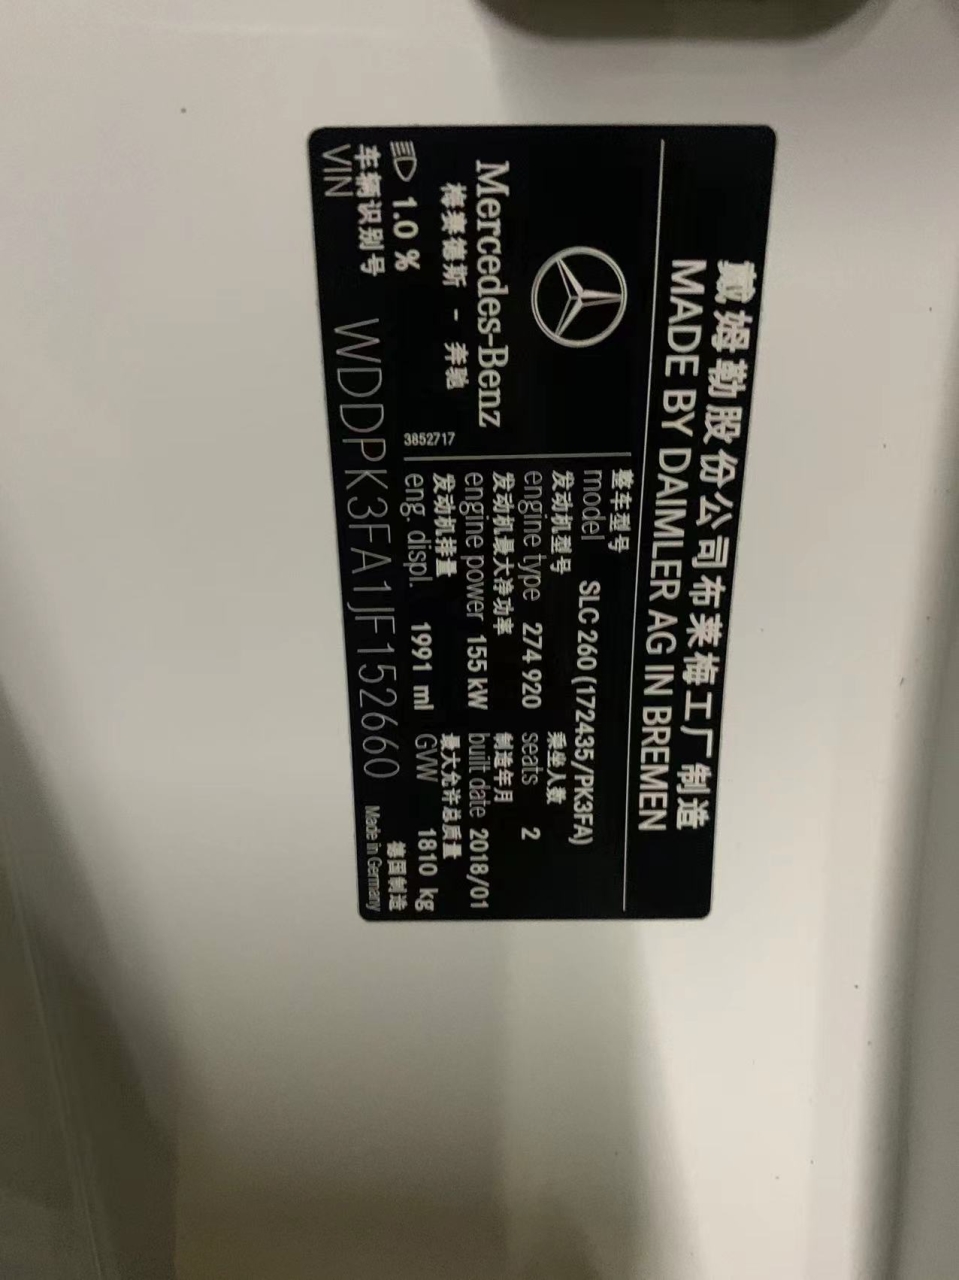 戴姆勒股份公司布莱梅工厂制造
MADE BY DAIMLER AG IN BREMEN
Mercedes-Benz
梅赛德斯 - 奔驰
1.0 %
3852717
整车型号
model SLC 260 (172435/PK3FA)
发动机型号 乘坐人数
engine type 274 920 seats 2
发动机最大净功率 制造年月
engine power 155 kW built date 2018/01
发动机排量 最大允许总质量
eng. displ. 1991 ml GVW 1810 kg
车辆识别号 德国制造
VIN WDDPK3FA1JF152660 Made in Germany